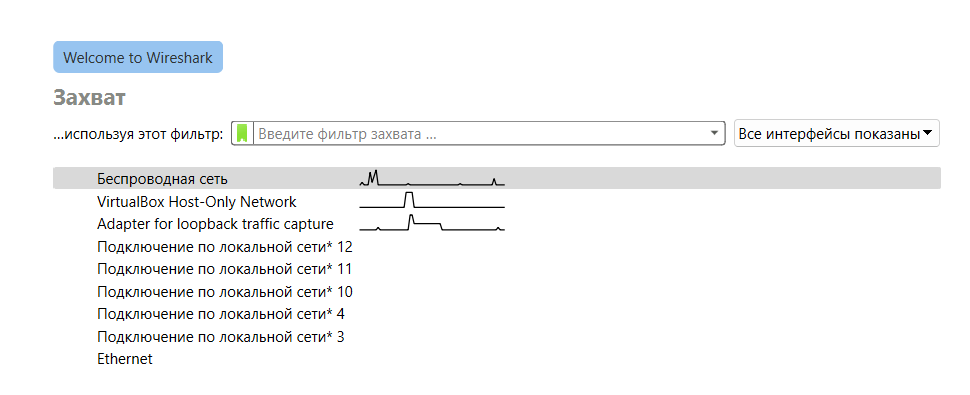 Welcome to Wireshark
Захват
...используя этот фильтр: Введите фильтр захвата ... Все интерфейсы показаны
Беспроводная сеть
VirtualBox Host-Only Network
Adapter for loopback traffic capture
Подключение по локальной сети* 12
Подключение по локальной сети* 11
Подключение по локальной сети* 10
Подключение по локальной сети* 4
Подключение по локальной сети* 3
Ethernet